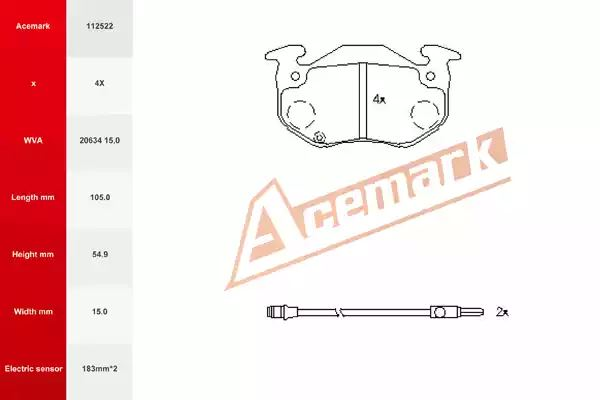 Acemark 112522
x 4X
WVA 20634 15,0
Length mm 105.0
Height mm 54.9
Width mm 15.0
Electric sensor 183mm*2
4x
Acemark
2x